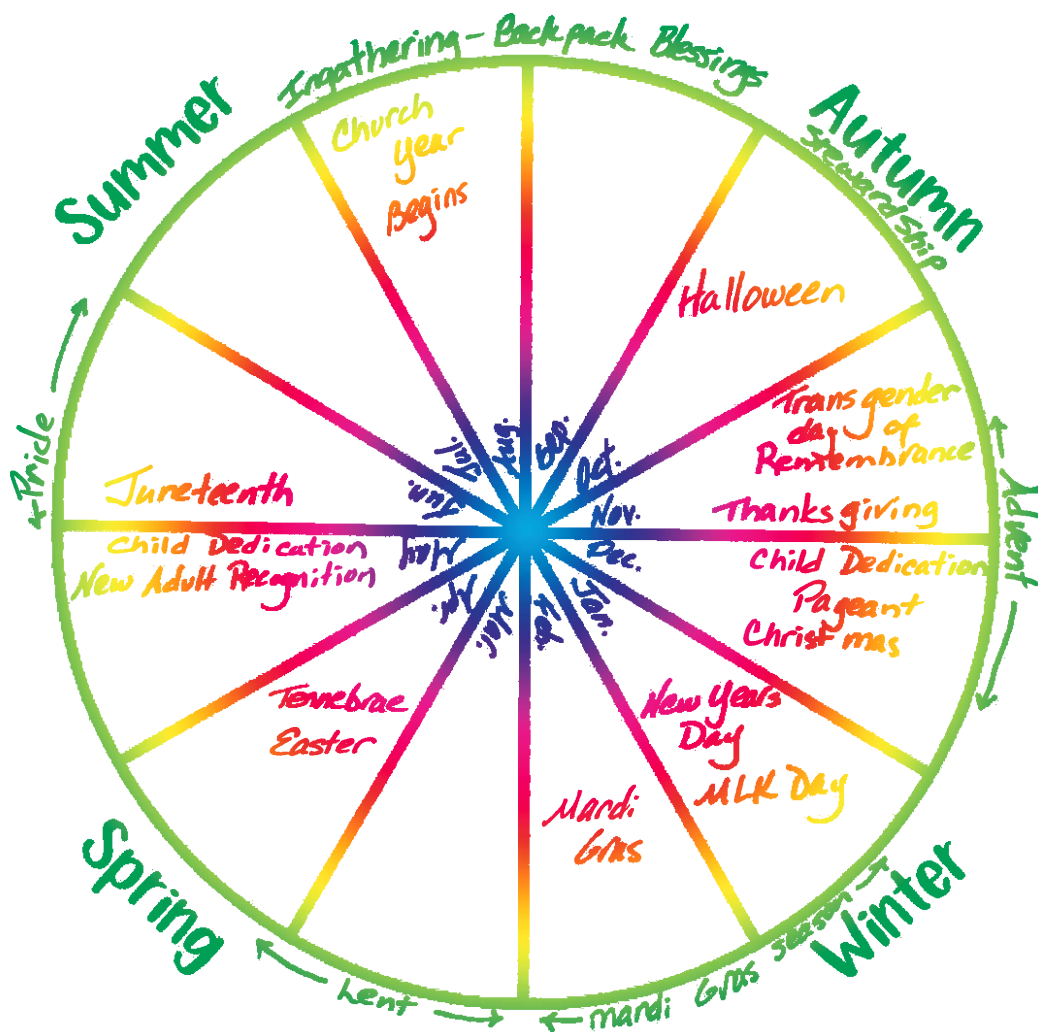 Ingathering - Backpack Blessings
Summer
Autumn
Stewardship
Church
Year
Begins
Halloween
Transgender
day of
Remembrance
Thanksgiving
Advent
Child Dedication
Pageant
Christmas
New Years
Day
MLK Day
Winter
Mardi Gras season
Mardi
Gras
Lent
Spring
Tennebrae
Easter
Child Dedication
New Adult Recognition
Juneteenth
Pride
Aug.
Sep.
Oct.
Nov.
Dec.
Jan.
Feb.
Mar.
Apr.
May
Jun.
Jul.